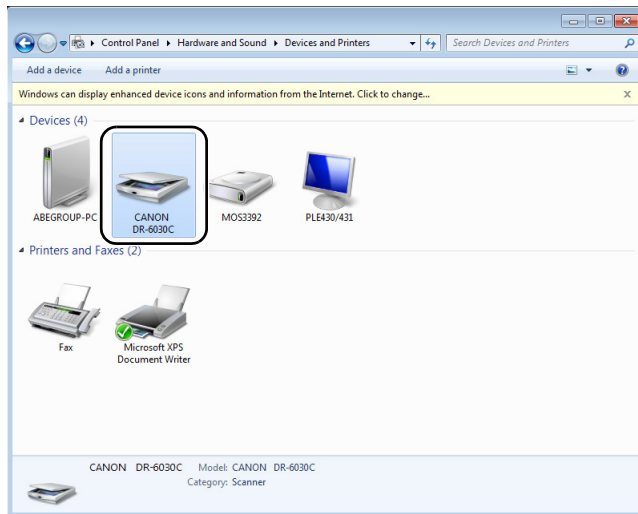 Control Panel ▸ Hardware and Sound ▸ Devices and Printers
Search Devices and Printers
Add a device Add a printer
Windows can display enhanced device icons and information from the Internet. Click to change...
Devices (4)
ABEGROUP-PC
CANON
DR-6030C
MOS3392
PLE430/431
Printers and Faxes (2)
Fax
Microsoft XPS
Document Writer
CANON DR-6030C Model: CANON DR-6030C
Category: Scanner